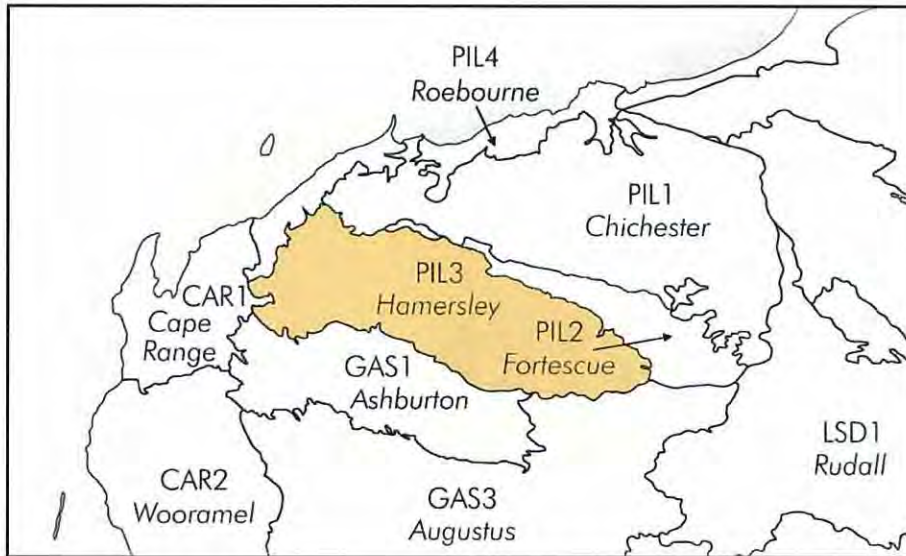 PIL4
Roebourne
PIL1
Chichester
PIL3
Hamersley
CAR1
Cape
Range
PIL2
Fortescue
GAS1
Ashburton
LSD1
Rudall
CAR2
Wooramel
GAS3
Augustus